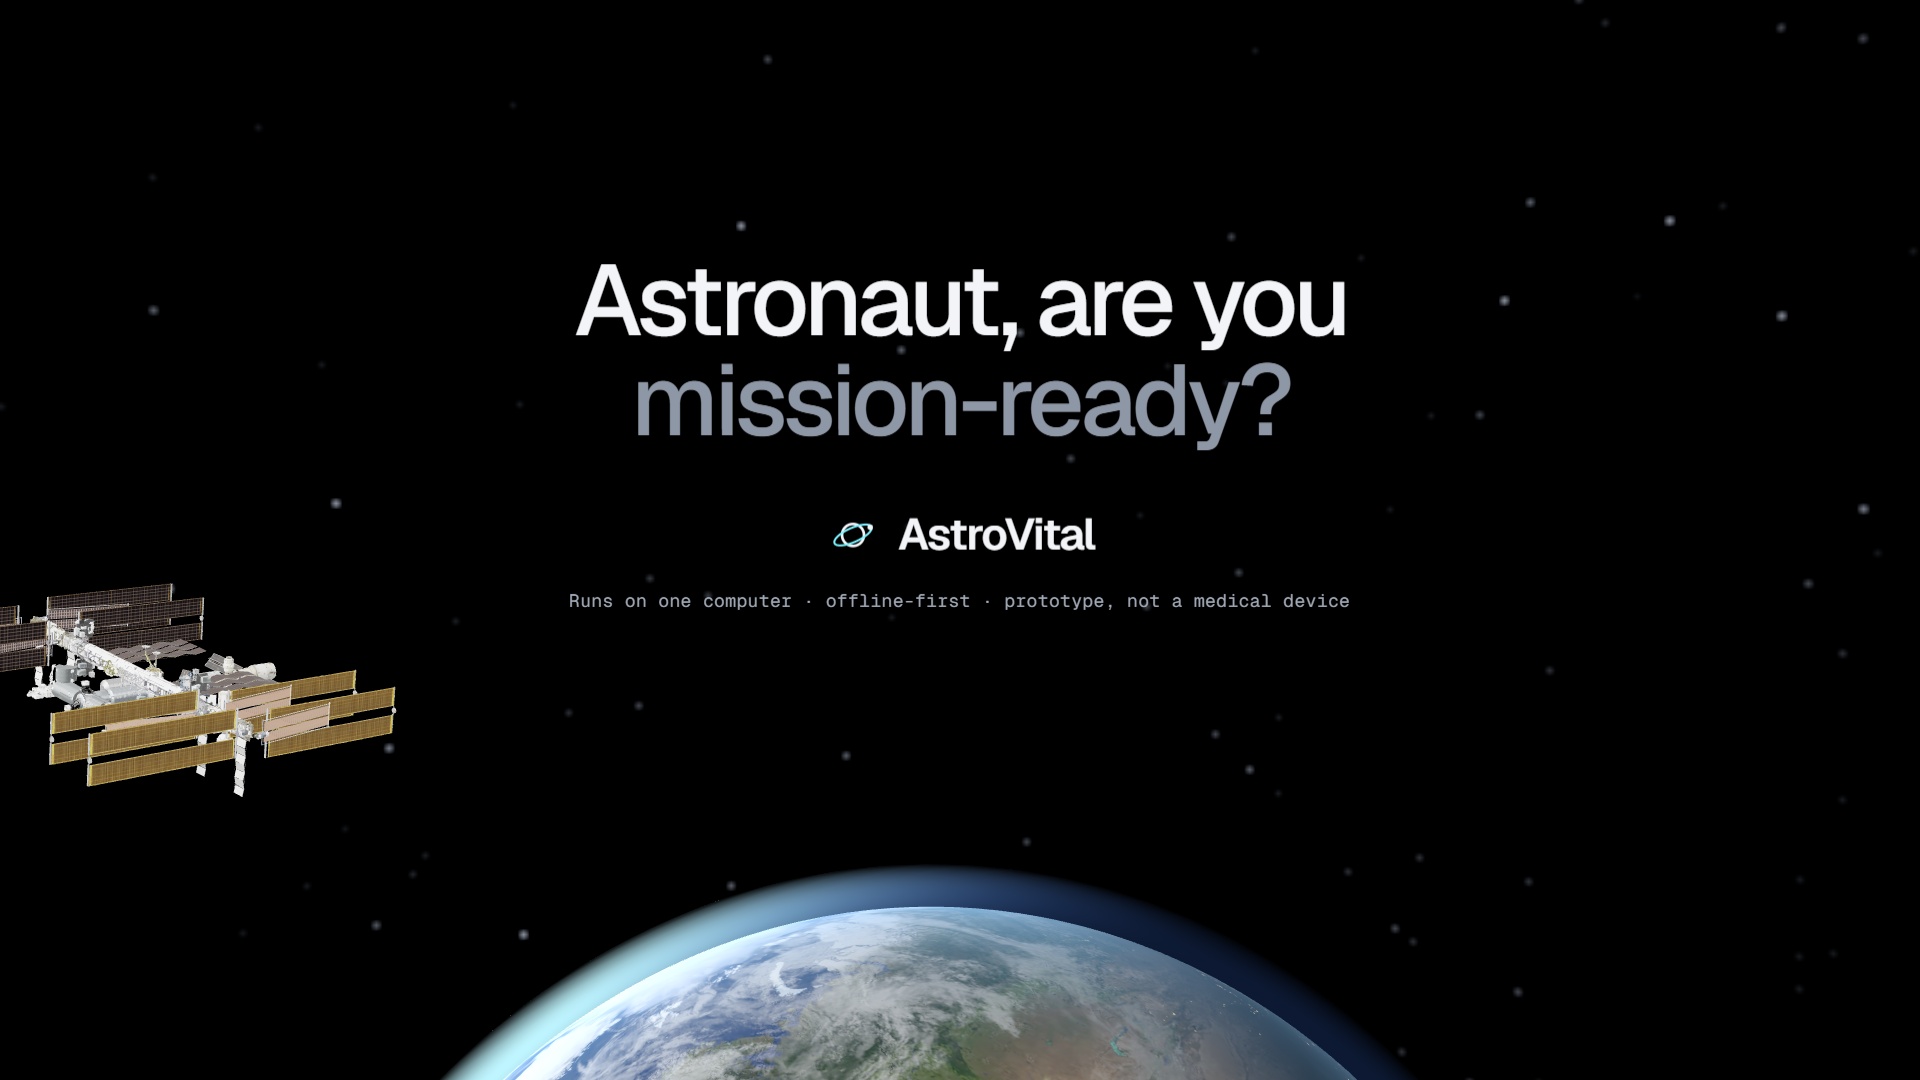 Astronaut, are you
mission-ready?
AstroVital
Runs on one computer · offline-first · prototype, not a medical device